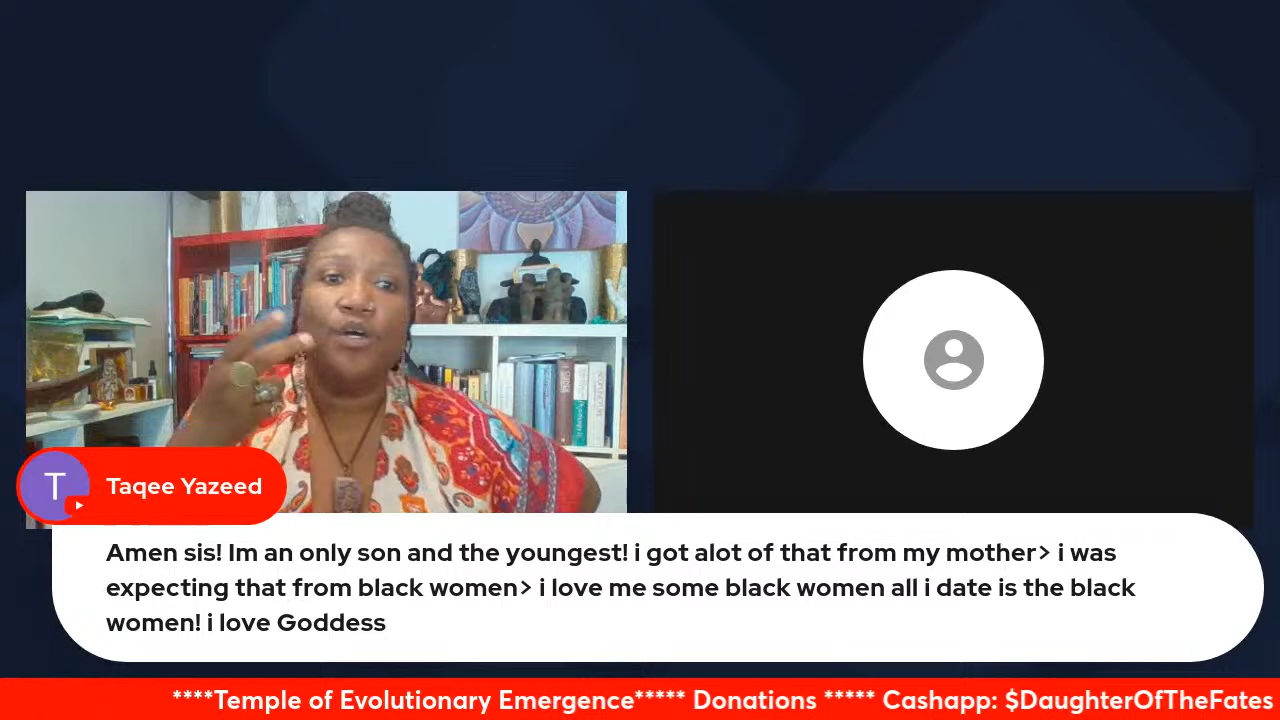 T
Taqee Yazeed
Amen sis! Im an only son and the youngest! i got alot of that from my mother> i was
expecting that from black women> i love me some black women all i date is the black
women! i love Goddess
****Temple of Evolutionary Emergence***** Donations ***** Cashapp: $DaughterOfTheFates